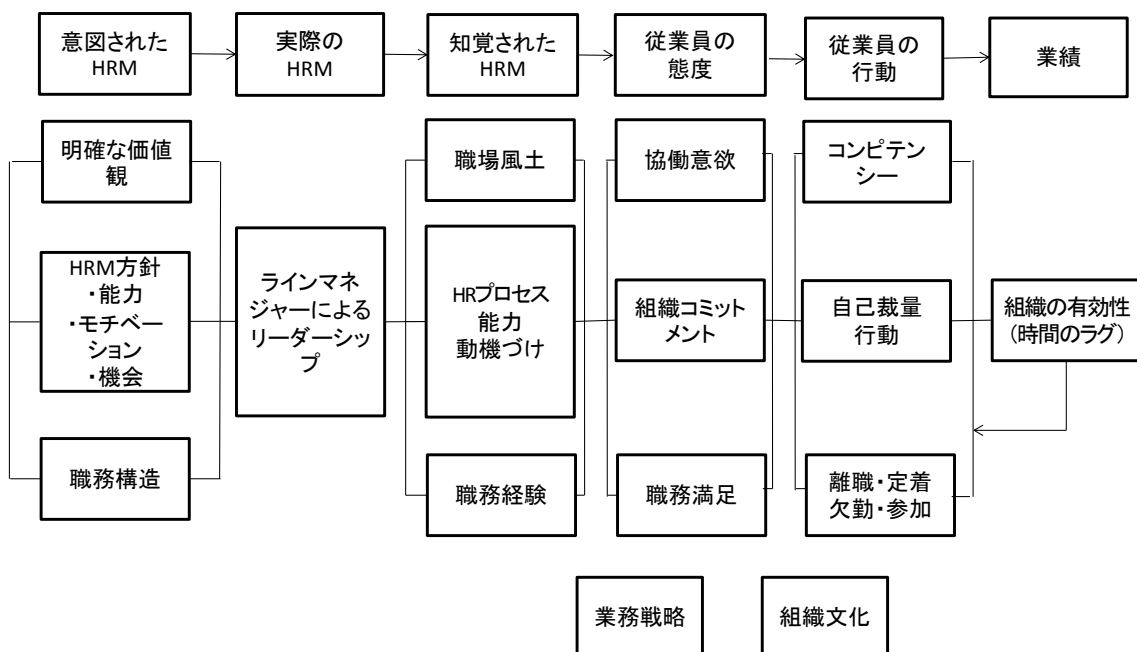 意図された
HRM
実際の
HRM
知覚された
HRM
従業員の
態度
従業員の
行動
業績
明確な価値
観
職場風土
協働意欲
コンピテン
シー
HRM方針
・能力
・モチベー
ション
・機会
ラインマネ
ジャーによる
リーダーシッ
プ
HRプロセス
能力
動機づけ
組織コミット
メント
自己裁量
行動
組織の有効性
(時間のラグ)
職務構造
職務経験
職務満足
離職・定着
欠勤・参加
業務戦略
組織文化